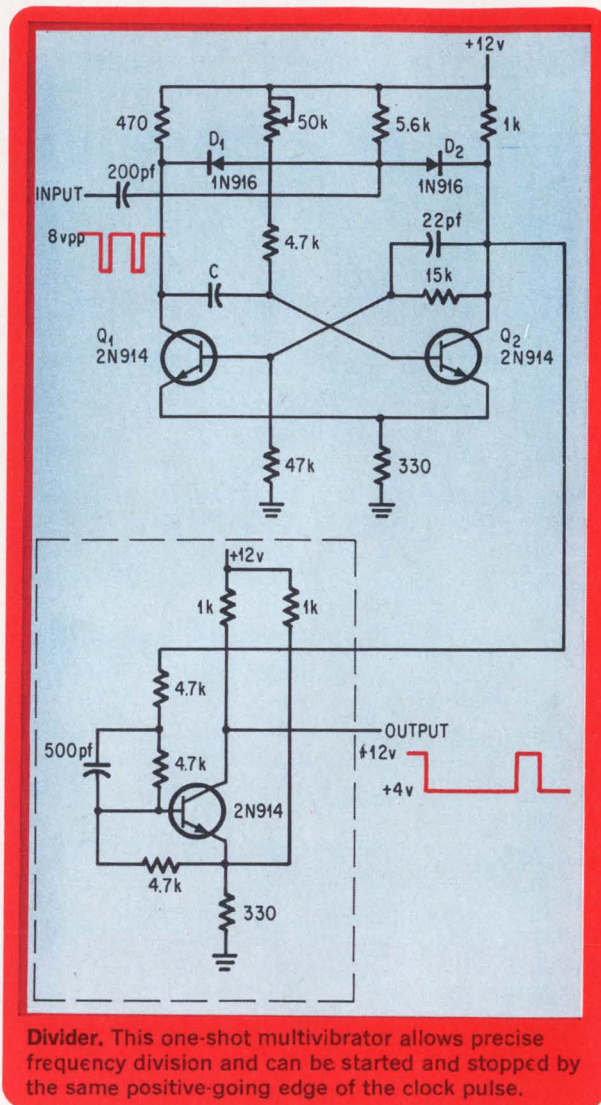 +12v
470
50k
5.6k
1k
D1
D2
200pf
1N916
1N916
INPUT
22pf
8vpp
4.7k
15k
C
Q1
2N914
Q2
2N914
47k
330
+12v
1k
1k
4.7k
OUTPUT
500pf
+12v
4.7k
+4v
2N914
4.7k
330
Divider. This one-shot multivibrator allows precise
frequency division and can be started and stopped by
the same positive-going edge of the clock pulse.